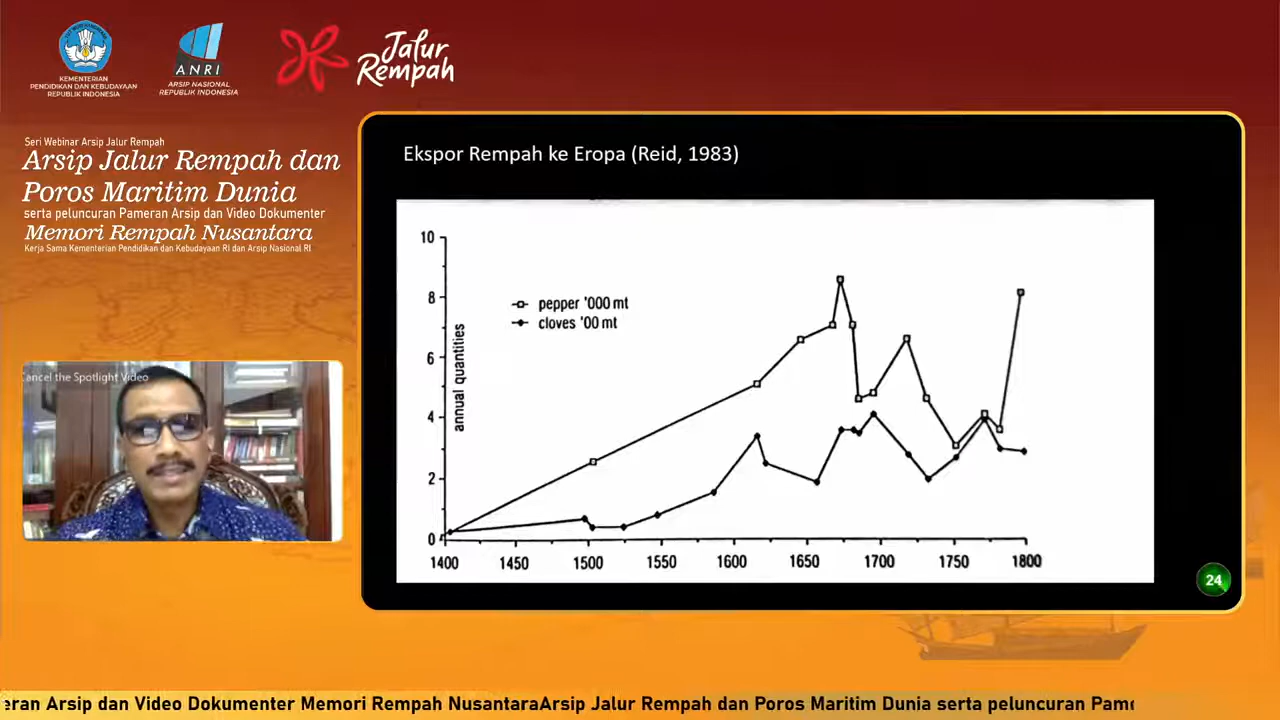 KEMENTERIAN
PENDIDIKAN DAN KEBUDAYAAN
REPUBLIK INDONESIA
ANRI
ARSIP NASIONAL
REPUBLIK INDONESIA
Jalur
Rempah
Seri Webinar Arsip Jalur Rempah
Arsip Jalur Rempah dan
Poros Maritim Dunia
serta peluncuran Pameran Arsip dan Video Dokumenter
Memori Rempah Nusantara
Kerja Sama Kementerian Pendidikan dan Kebudayaan RI dan Arsip Nasional RI
ancel the Spotlight Video
Ekspor Rempah ke Eropa (Reid, 1983)
10
8
6
4
2
0
annual quantities
pepper '000 mt
cloves '00 mt
1400 1450 1500 1550 1600 1650 1700 1750 1800
24
eran Arsip dan Video Dokumenter Memori Rempah NusantaraArsip Jalur Rempah dan Poros Maritim Dunia serta peluncuran Pame